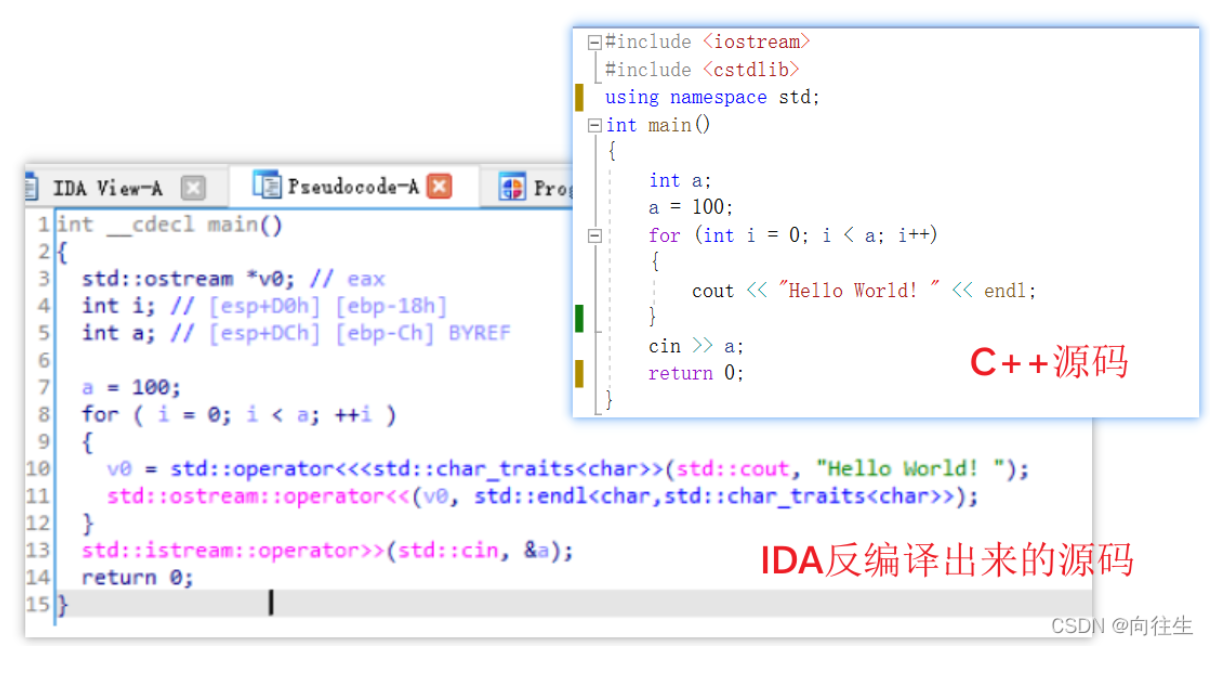 #include <iostream>
#include <cstdlib>
using namespace std;
int main()
{
int a;
a = 100;
for (int i = 0; i < a; i++)
{
cout << "Hello World! " << endl;
}
cin >> a;
return 0;
}
C++源码
IDA View-A
Pseudocode-A
1 int __cdecl main()
2 {
3 std::ostream *v0; // eax
4 int i; // [esp+D0h] [ebp-18h]
5 int a; // [esp+DCh] [ebp-Ch] BYREF
6
7 a = 100;
8 for ( i = 0; i < a; ++i )
9 {
10 v0 = std::operator<<<std::char_traits<char>>(std::cout, "Hello World! ");
11 std::ostream::operator<<(v0, std::endl<char,std::char_traits<char>>);
12 }
13 std::istream::operator>>(std::cin, &a);
14 return 0;
15 }
IDA反编译出来的源码
CSDN @向往生